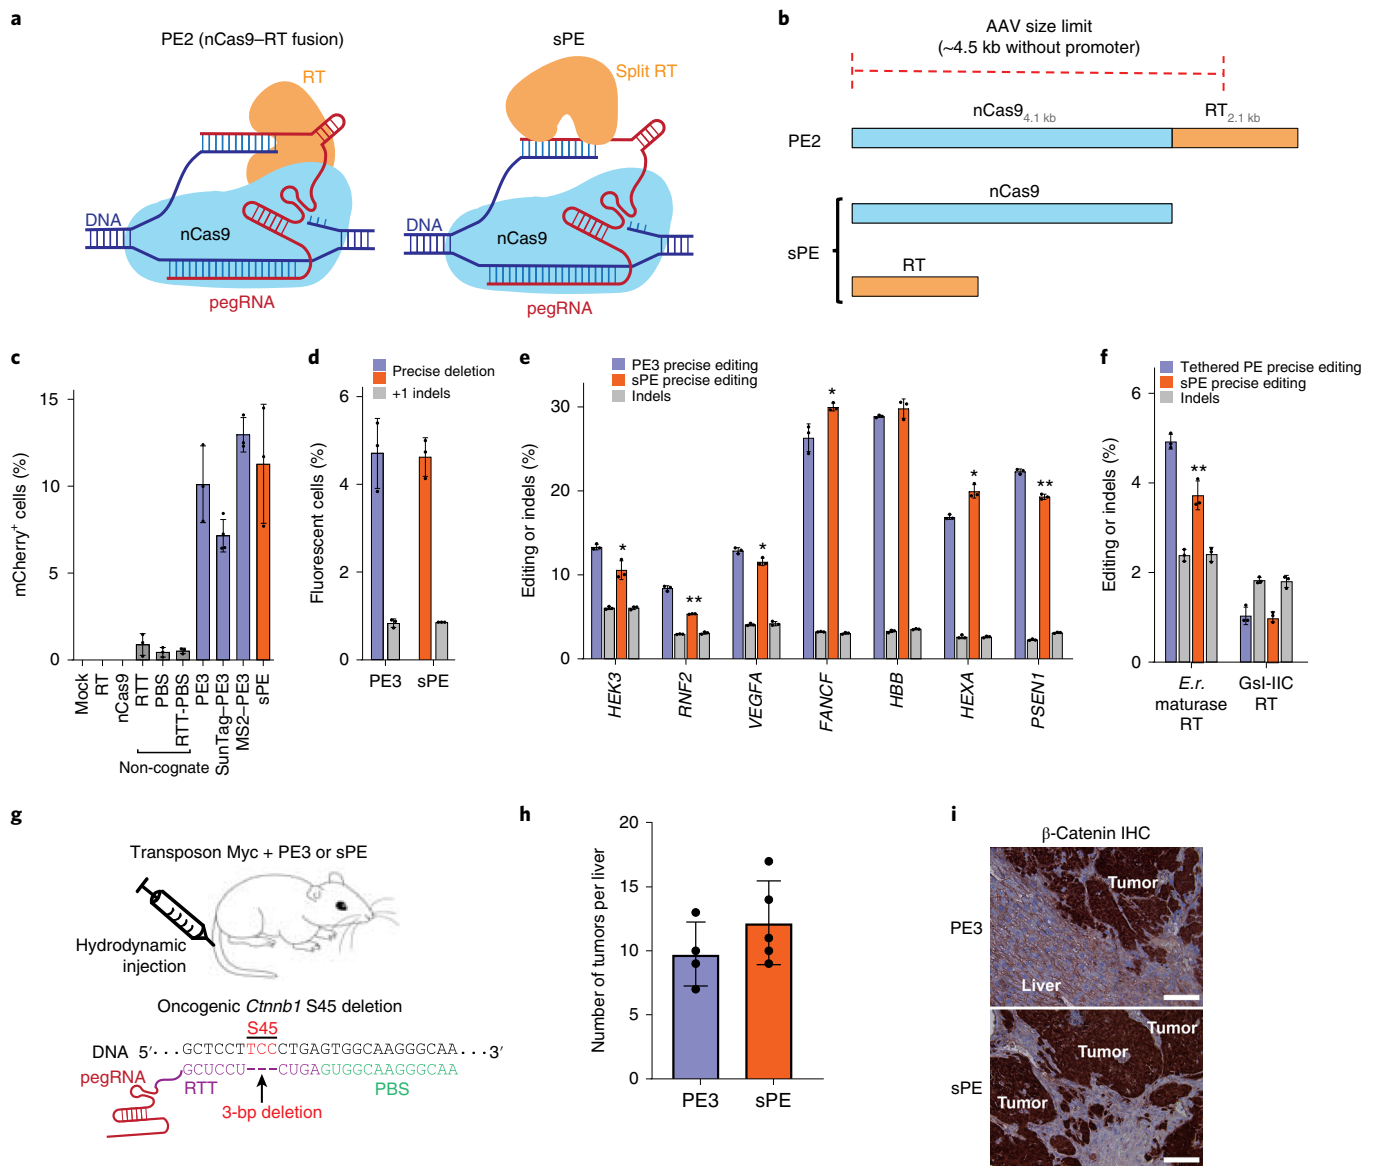 a
PE2 (nCas9–RT fusion)
RT
DNA
nCas9
pegRNA
sPE
Split RT
DNA
nCas9
pegRNA
b
AAV size limit
(~4.5 kb without promoter)
nCas9 4.1 kb
RT 2.1 kb
PE2
nCas9
sPE
RT
c
mCherry+ cells (%)
15
10
5
0
Mock
RT
nCas9
RTT
PBS
RTT-PBS
PE3
SunTag–PE3
MS2–PE3
sPE
Non-cognate
d
Precise deletion
+1 indels
Fluorescent cells (%)
6
4
2
0
PE3
sPE
e
PE3 precise editing
sPE precise editing
Indels
Editing or indels (%)
30
20
10
0
*
**
*
*
*
**
HEK3
RNF2
VEGFA
FANCF
HBB
HEXA
PSEN1
f
Tethered PE precise editing
sPE precise editing
Indels
Editing or indels (%)
6
4
2
0
**
E.r.
maturase
RT
GsI-IIC
RT
g
Transposon Myc + PE3 or sPE
Hydrodynamic
injection
Oncogenic Ctnnb1 S45 deletion
S45
DNA 5′···GCTCCTTCCCTGAGTGGCAAGGGCAA···3′
pegRNA
GCUCCU---CUGAGUGGCAAGGGCAA
RTT
PBS
3-bp deletion
h
Number of tumors per liver
20
15
10
5
0
PE3
sPE
i
β-Catenin IHC
PE3
Tumor
Liver
sPE
Tumor
Tumor
Tumor